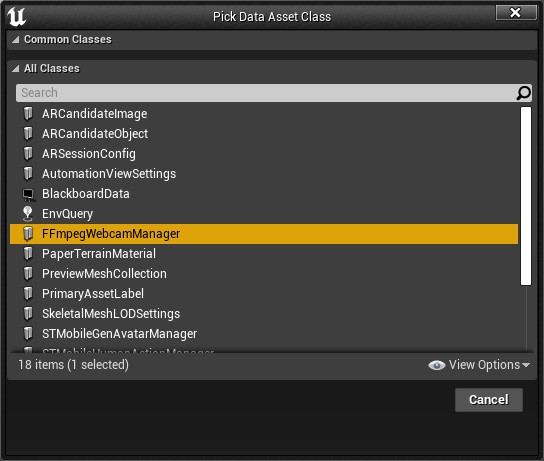 Pick Data Asset Class
Common Classes
All Classes
Search
ARCandidateImage
ARCandidateObject
ARSessionConfig
AutomationViewSettings
BlackboardData
EnvQuery
FFmpegWebcamManager
PaperTerrainMaterial
PreviewMeshCollection
PrimaryAssetLabel
SkeletalMeshLODSettings
STMobileGenAvatarManager
STMobileHumanActionManager
18 items (1 selected)
View Options
Cancel